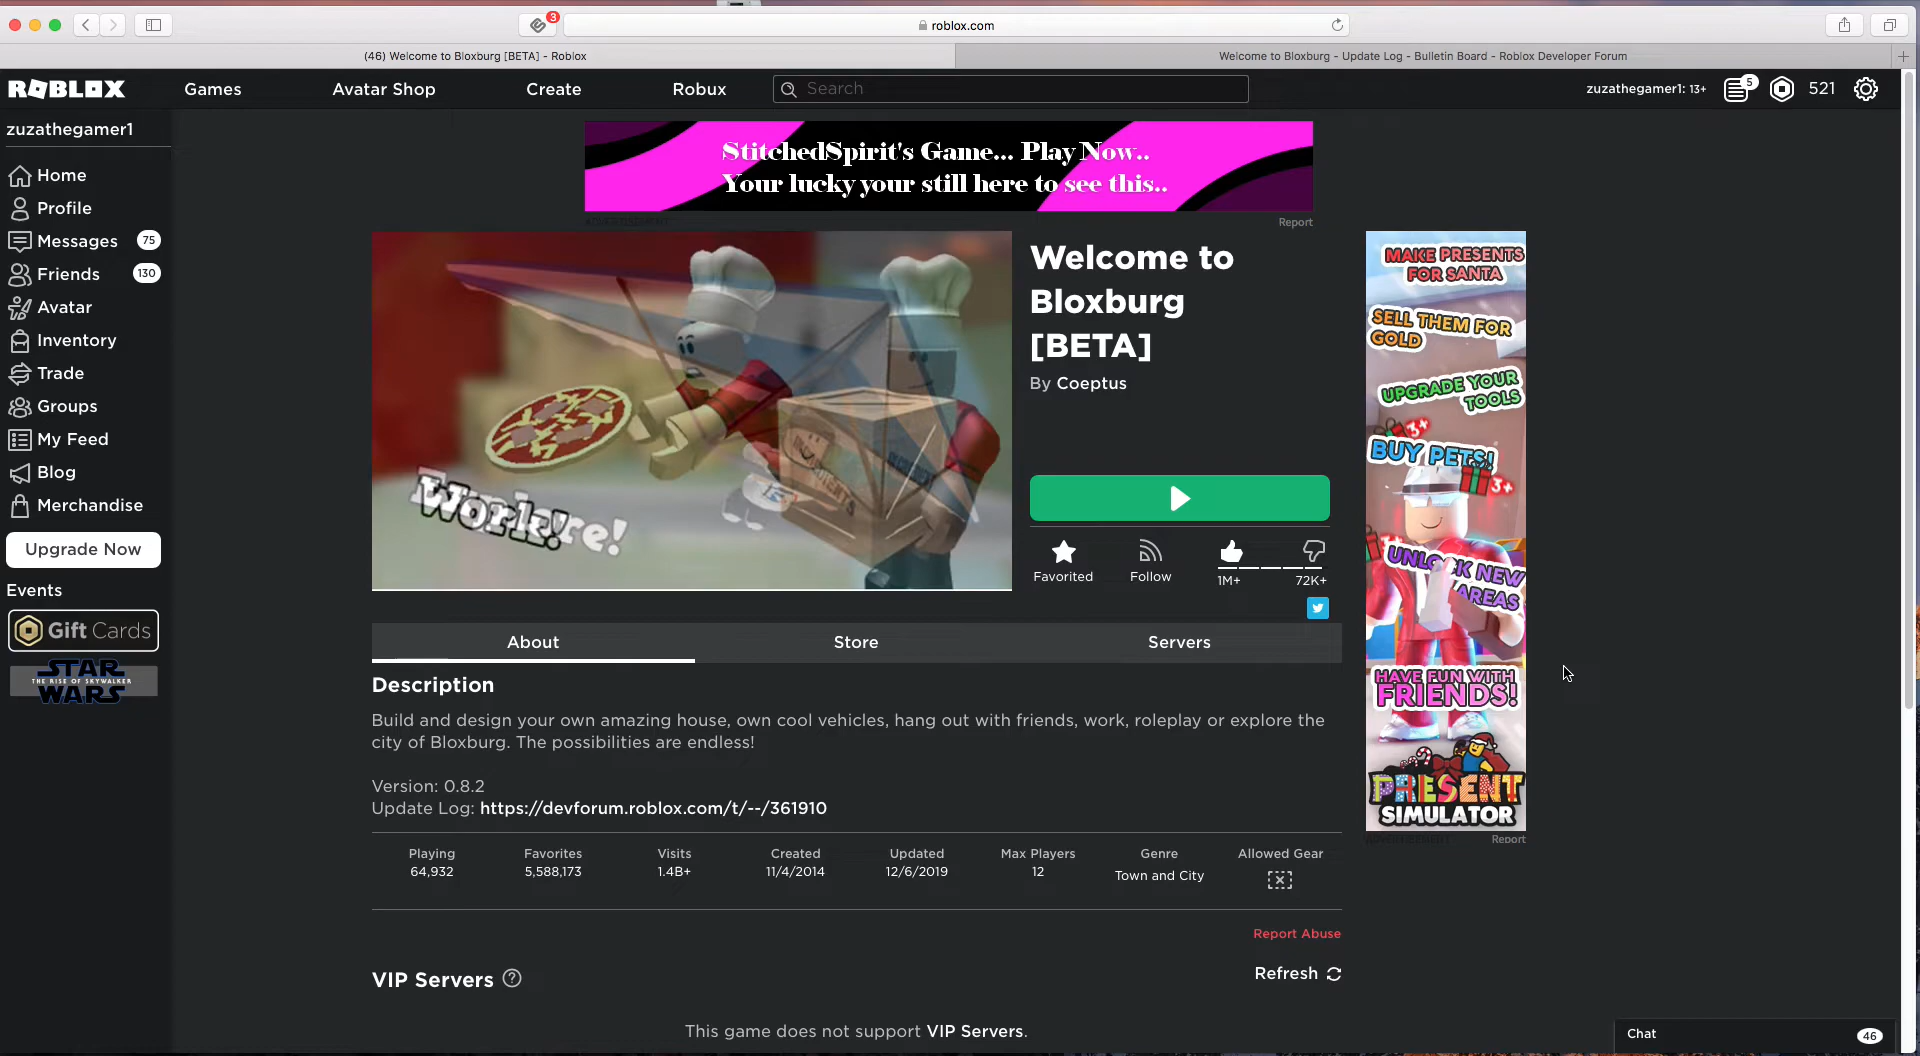 3
roblox.com
(46) Welcome to Bloxburg [BETA] - Roblox
Welcome to Bloxburg - Update Log - Bulletin Board - Roblox Developer Forum
ROBLOX
Games
Avatar Shop
Create
Robux
Search
zuzathegamer1: 13+
5
521
zuzathegamer1
Home
Profile
Messages 75
Friends 130
Avatar
Inventory
Trade
Groups
My Feed
Blog
Merchandise
Upgrade Now
Events
Gift Cards
STAR
THE RISE OF SKYWALKER
WARS
StitchedSpirit's Game... Play Now..
Your lucky your still here to see this..
ADVERTISEMENT
Report
Work
re!
Welcome to
Bloxburg
[BETA]
By Coeptus
Favorited
Follow
1M+
72K+
About
Store
Servers
Description
Build and design your own amazing house, own cool vehicles, hang out with friends, work, roleplay or explore the
city of Bloxburg. The possibilities are endless!
Version: 0.8.2
Update Log: https://devforum.roblox.com/t/--/361910
Playing
Favorites
Visits
Created
Updated
Max Players
Genre
Allowed Gear
64,932
5,588,173
1.4B+
11/4/2014
12/6/2019
12
Town and City
Report Abuse
VIP Servers
?
Refresh
This game does not support VIP Servers.
MAKE PRESENTS
FOR SANTA
SELL THEM FOR
GOLD
UPGRADE YOUR
TOOLS
3+
BUY PETS!
3+
UNLOCK NEW
AREAS
HAVE FUN WITH
FRIENDS!
PRESENT
SIMULATOR
ADVERTISEMENT
Report
Chat
46